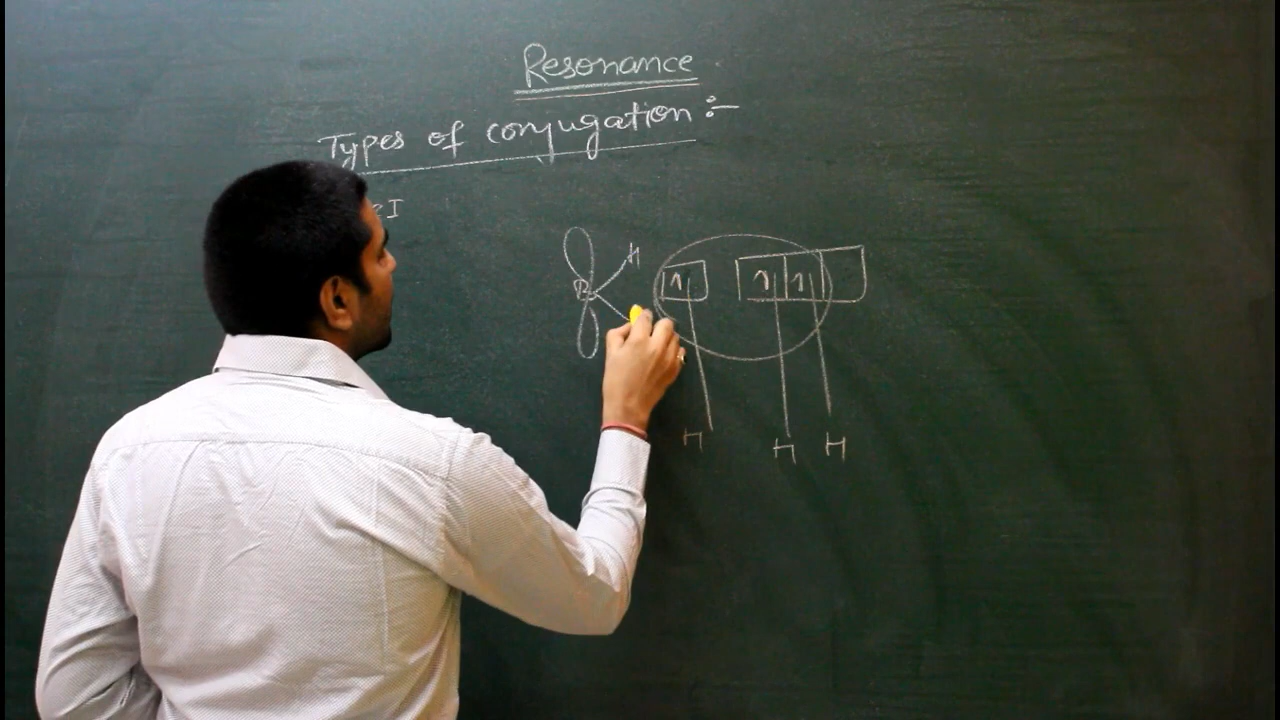 Resonance
Types of conjugation :-
I
B H
H H H